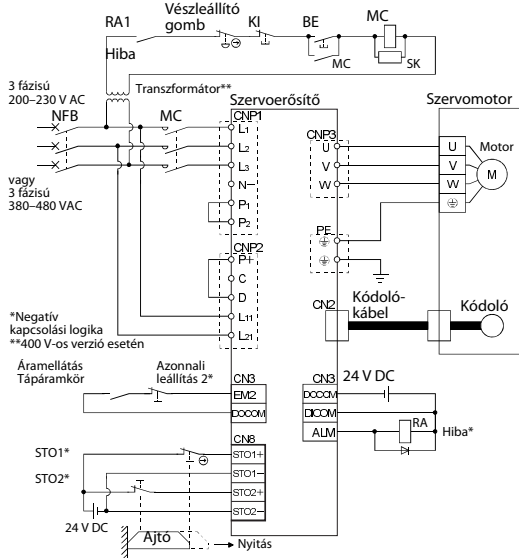 Vészleállító
gomb
RA1
KI
BE
MC
Hiba
MC
SK
3 fázisú
200–230 V AC
Transzformátor**
NFB
MC
Szervoerősítő
Szervomotor
CNP1
L1
L2
L3
N−
P1
P2
CNP3
U
V
W
U
V
W
Motor
M
vagy
3 fázisú
380–480 VAC
PE
CNP2
P+
C
D
L11
L21
CN2
Kódoló-
kábel
Kódoló
*Negatív
kapcsolási logika
**400 V-os verzió esetén
Áramellátás
Tápáramkör
Azonnali
leállítás 2*
CN3
EM2
DOCOM
CN3
DOCOM
DICOM
ALM
24 V DC
RA
Hiba*
CN8
STO1+
STO1−
STO2+
STO2−
STO1*
STO2*
24 V DC
Ajtó
Nyitás